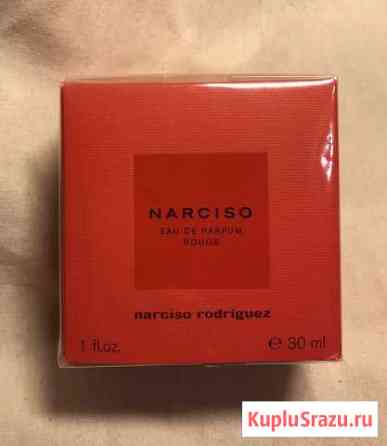 NARCISO
EAU DE PARFUM
ROUGE
narciso rodriguez
1 fl.oz. ℮ 30 ml
KupluSrazu.ru